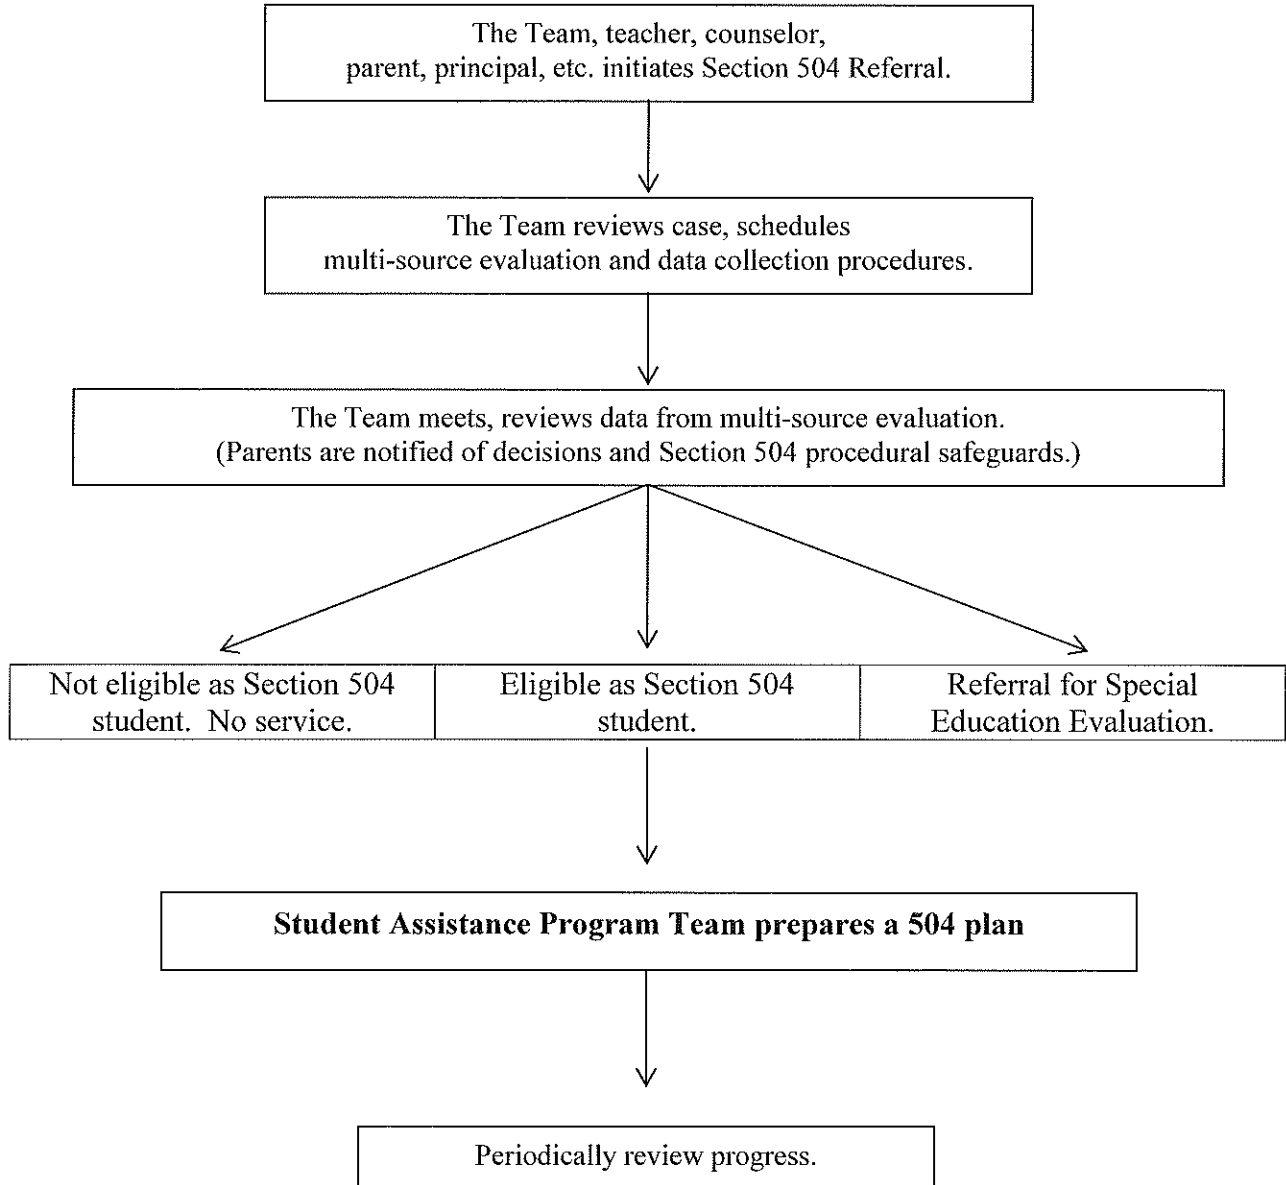 The Team, teacher, counselor,
parent, principal, etc. initiates Section 504 Referral.
The Team reviews case, schedules
multi-source evaluation and data collection procedures.
The Team meets, reviews data from multi-source evaluation.
(Parents are notified of decisions and Section 504 procedural safeguards.)
Not eligible as Section 504
student.  No service.
Eligible as Section 504
student.
Referral for Special
Education Evaluation.
Student Assistance Program Team prepares a 504 plan
Periodically review progress.